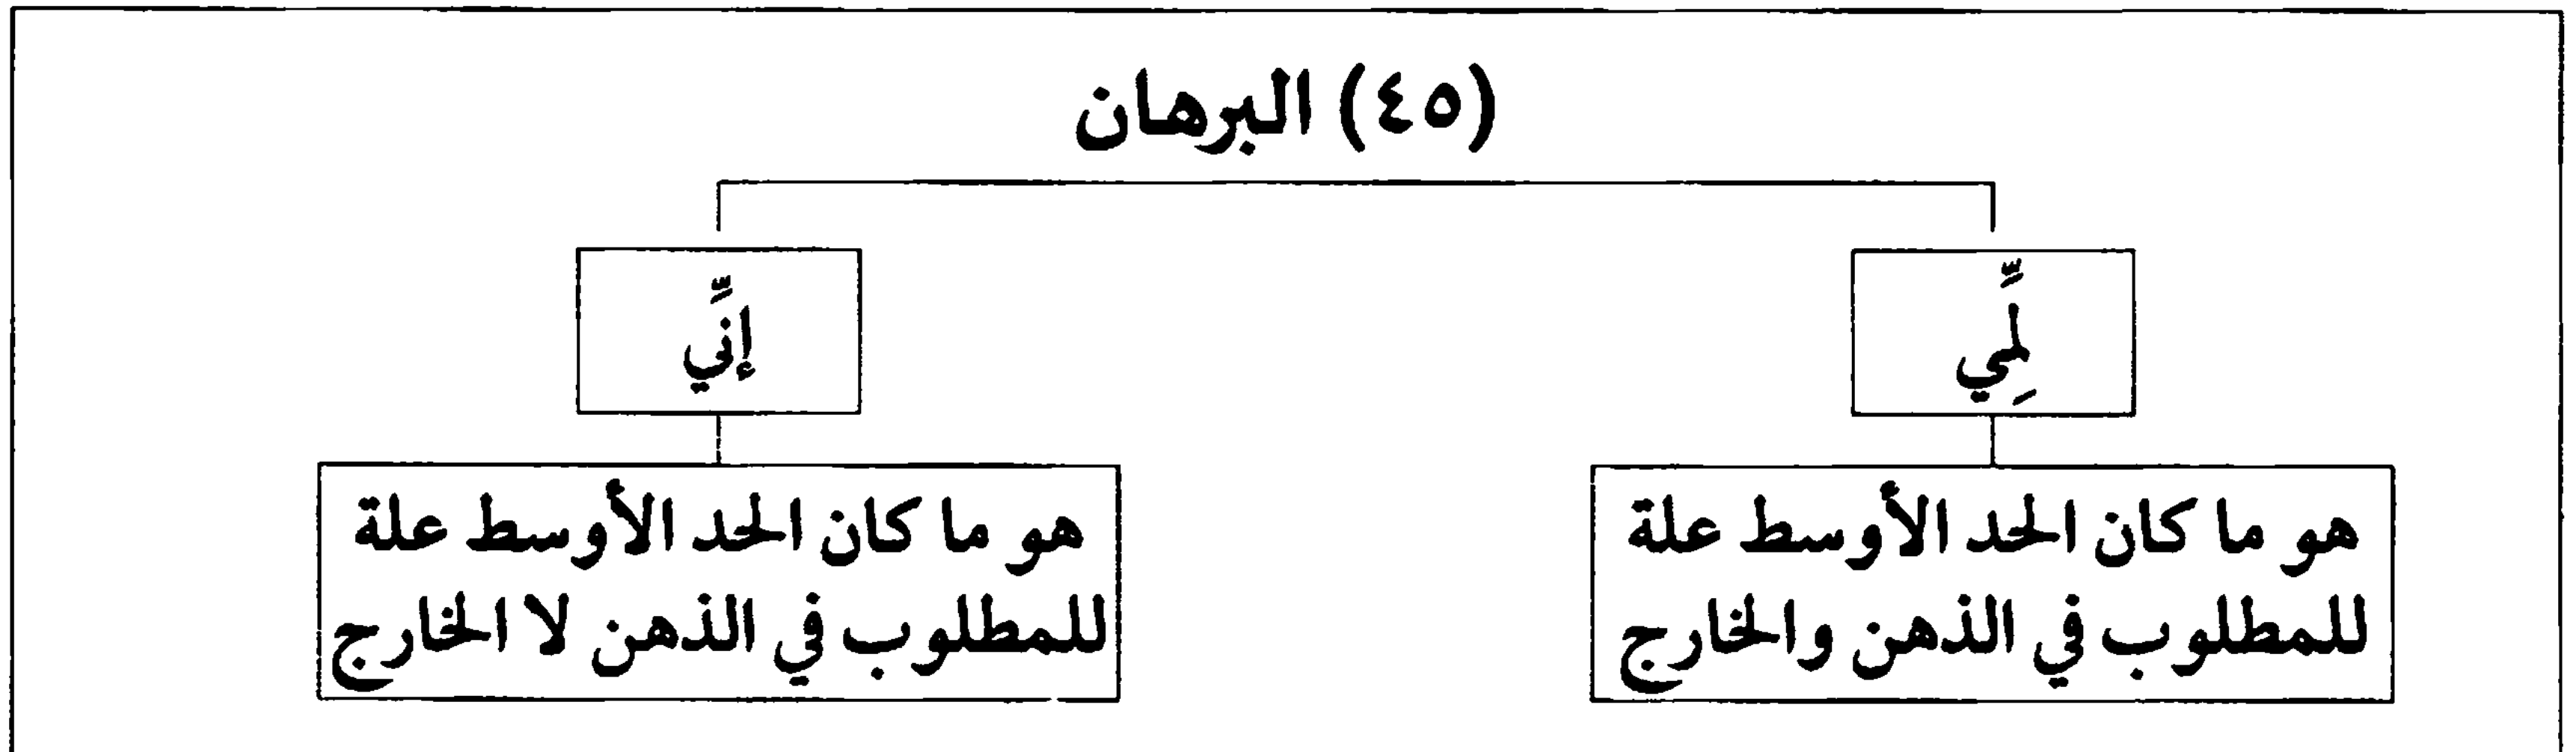 (٤٥) البرهان
لِمِّي
هو ما كان الحد الأوسط علة
للمطلوب في الذهن والخارج
إنِّي
هو ما كان الحد الأوسط علة
للمطلوب في الذهن لا الخارج